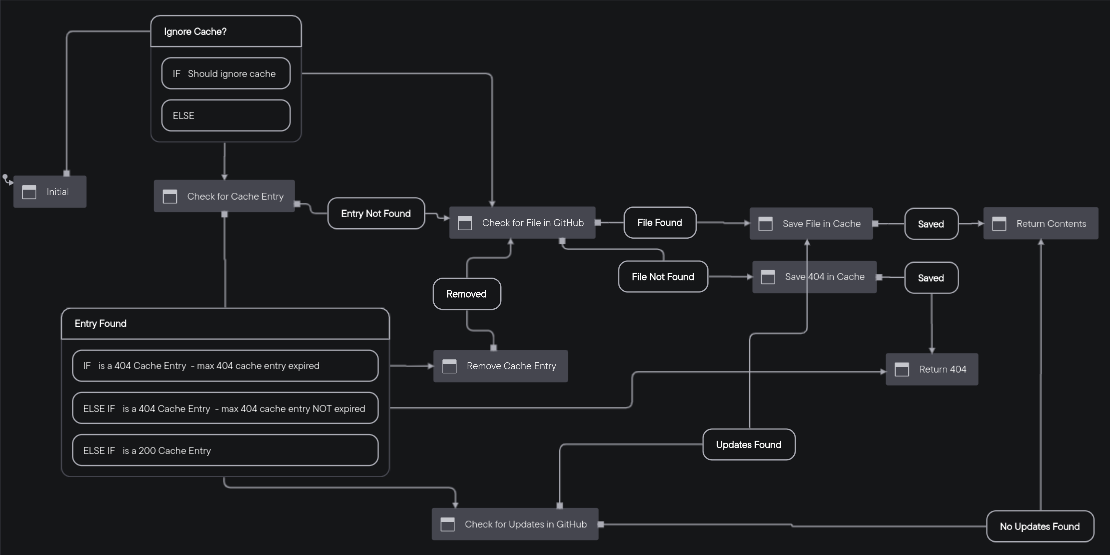 Ignore Cache?
IF Should ignore cache
ELSE
Initial
Check for Cache Entry
Entry Not Found
Check for File in GitHub
File Found
Save File in Cache
Saved
Return Contents
File Not Found
Save 404 in Cache
Saved
Removed
Entry Found
IF is a 404 Cache Entry - max 404 cache entry expired
Remove Cache Entry
Return 404
ELSE IF is a 404 Cache Entry - max 404 cache entry NOT expired
ELSE IF is a 200 Cache Entry
Updates Found
Check for Updates in GitHub
No Updates Found